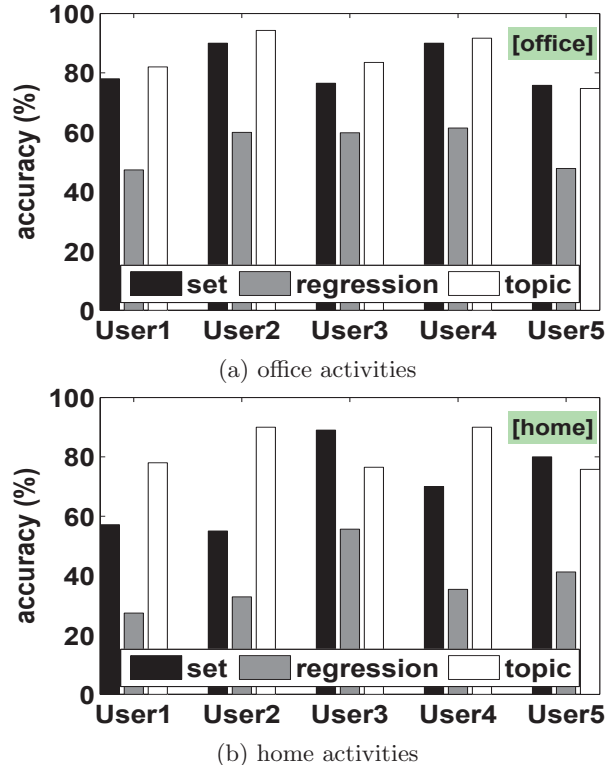 100
[office]
80
60
40
20
0
accuracy (%)
set regression topic
User1 User2 User3 User4 User5
(a) office activities
100
[home]
80
60
40
20
0
accuracy (%)
set regression topic
User1 User2 User3 User4 User5
(b) home activities